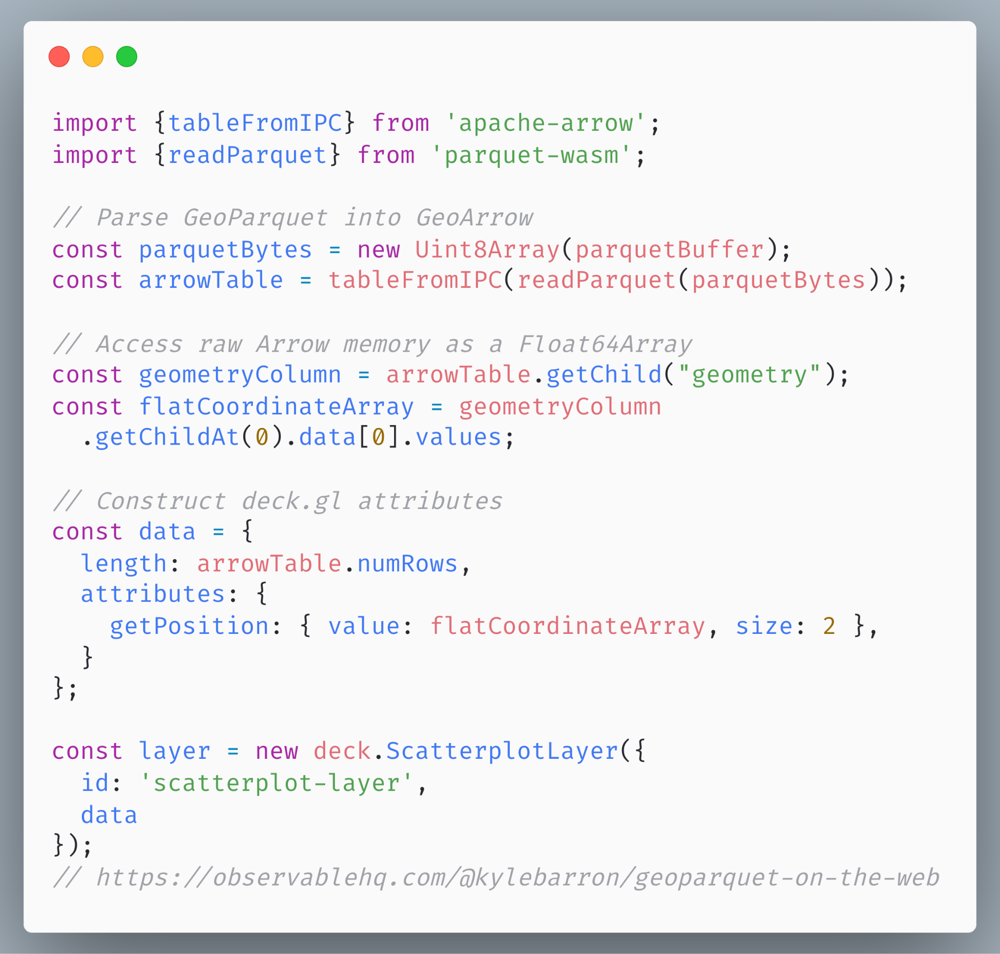 import {tableFromIPC} from 'apache-arrow';
import {readParquet} from 'parquet-wasm';
// Parse GeoParquet into GeoArrow
const parquetBytes = new Uint8Array(parquetBuffer);
const arrowTable = tableFromIPC(readParquet(parquetBytes));
// Access raw Arrow memory as a Float64Array
const geometryColumn = arrowTable.getChild("geometry");
const flatCoordinateArray = geometryColumn
  .getChildAt(0).data[0].values;
// Construct deck.gl attributes
const data = {
  length: arrowTable.numRows,
  attributes: {
    getPosition: { value: flatCoordinateArray, size: 2 },
  }
};
const layer = new deck.ScatterplotLayer({
  id: 'scatterplot-layer',
  data
});
// https://observablehq.com/@kylebarron/geoparquet-on-the-web